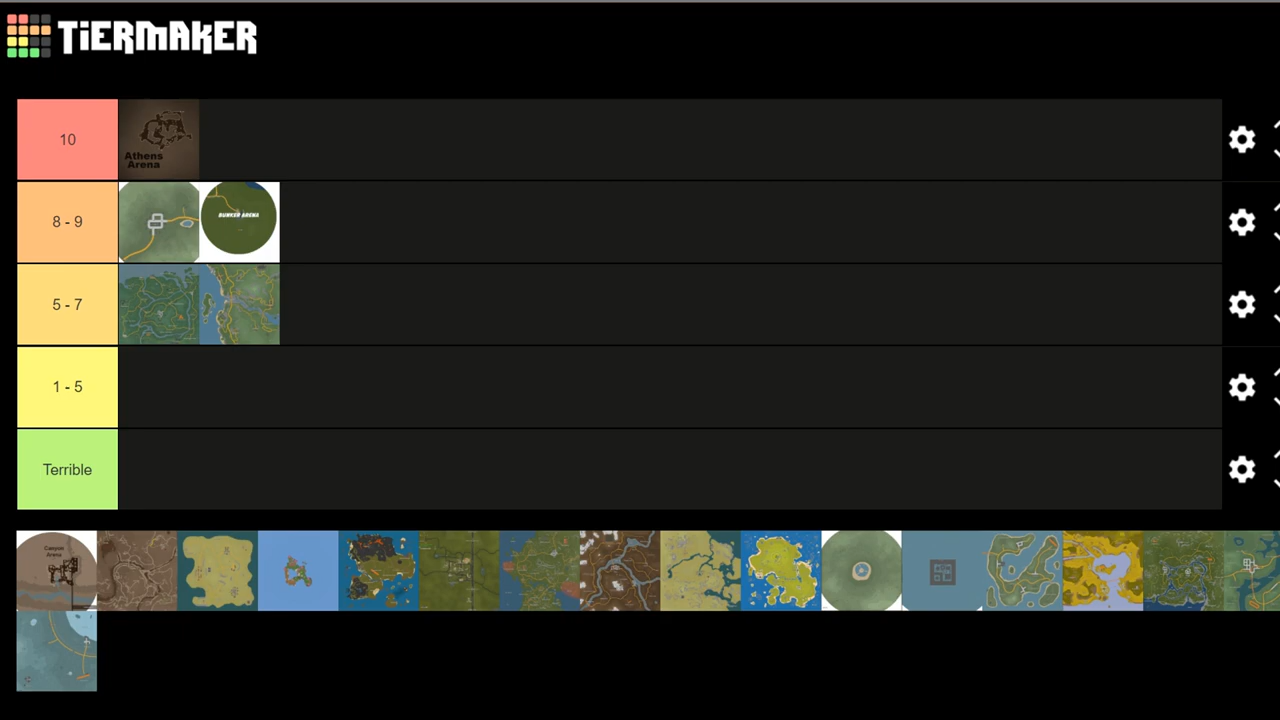 TiERMAKER
10
Athens
Arena
8 - 9
BUNKER ARENA
5 - 7
1 - 5
Terrible
Canyon
Arena